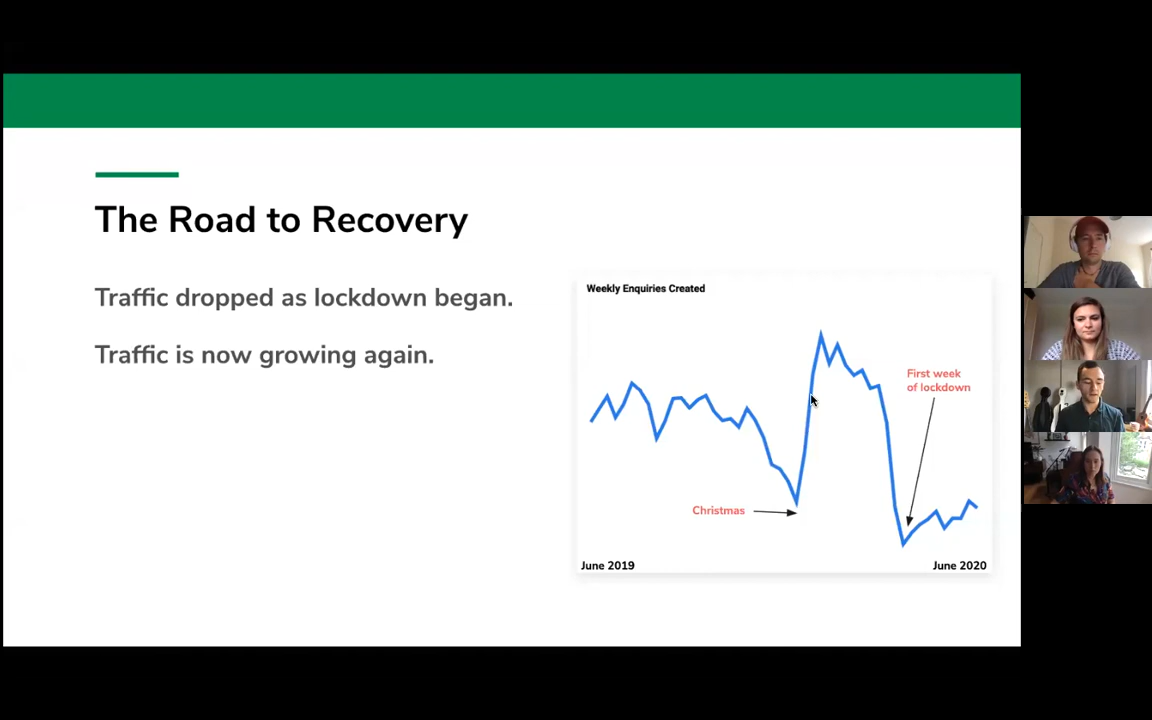 The Road to Recovery
Traffic dropped as lockdown began.
Traffic is now growing again.
Weekly Enquiries Created
First week
of lockdown
Christmas
June 2019
June 2020